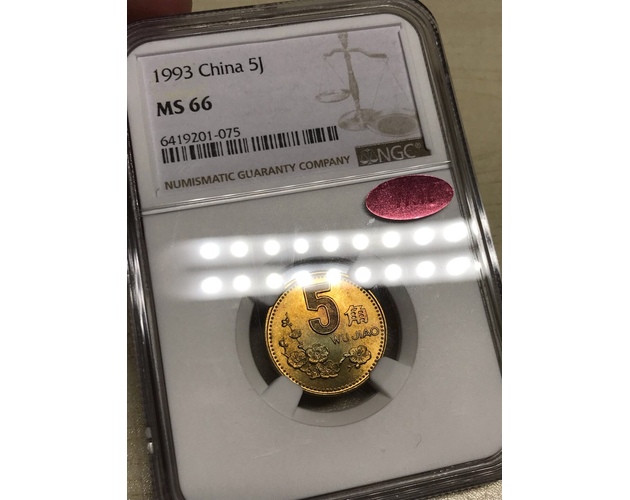 1993 China 5J
MS 66
6419201-075
NUMISMATIC GUARANTY COMPANY
NGC
5角
WU JIAO